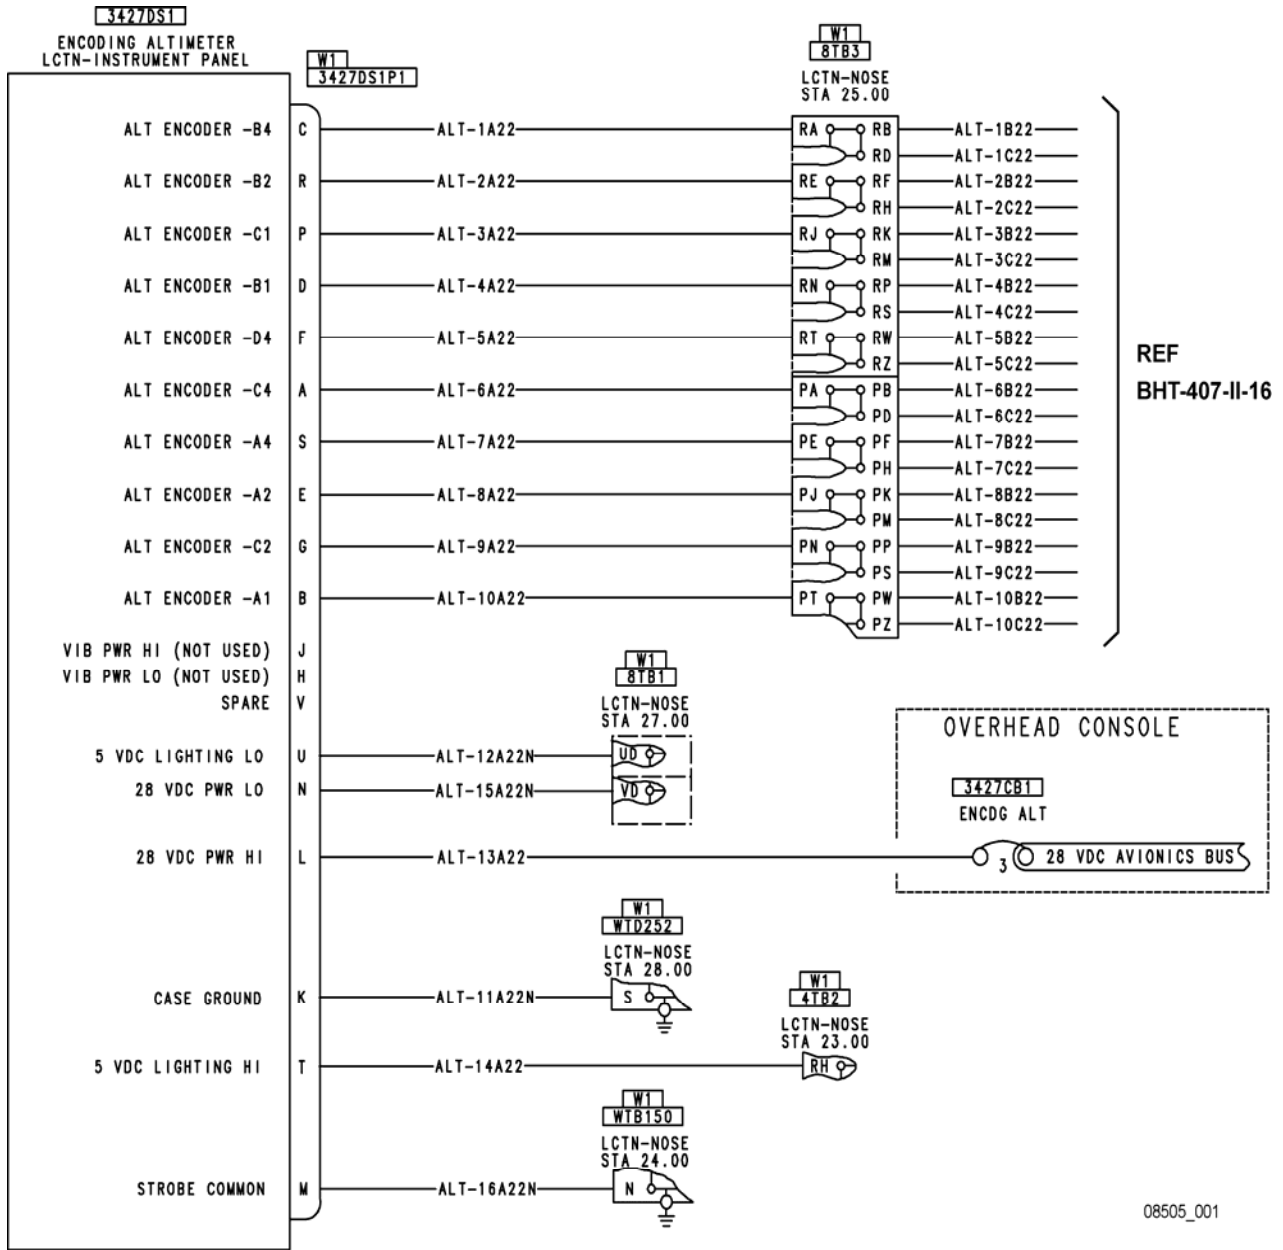 3427DS1
ENCODING ALTIMETER
LCTN-INSTRUMENT PANEL
W1
3427DS1P1
W1
8TB3
LCTN-NOSE
STA 25.00
ALT ENCODER -B4 C ALT-1A22 RA RB ALT-1B22
RD ALT-1C22
ALT ENCODER -B2 R ALT-2A22 RE RF ALT-2B22
RH ALT-2C22
ALT ENCODER -C1 P ALT-3A22 RJ RK ALT-3B22
RM ALT-3C22
ALT ENCODER -B1 D ALT-4A22 RN RP ALT-4B22
RS ALT-4C22
ALT ENCODER -D4 F ALT-5A22 RT RW ALT-5B22
RZ ALT-5C22
ALT ENCODER -C4 A ALT-6A22 PA PB ALT-6B22
PD ALT-6C22
ALT ENCODER -A4 S ALT-7A22 PE PF ALT-7B22
PH ALT-7C22
ALT ENCODER -A2 E ALT-8A22 PJ PK ALT-8B22
PM ALT-8C22
ALT ENCODER -C2 G ALT-9A22 PN PP ALT-9B22
PS ALT-9C22
ALT ENCODER -A1 B ALT-10A22 PT PW ALT-10B22
PZ ALT-10C22
REF
BHT-407-II-16
VIB PWR HI (NOT USED) J
VIB PWR LO (NOT USED) H
SPARE V
W1
8TB1
LCTN-NOSE
STA 27.00
5 VDC LIGHTING LO U ALT-12A22N UD
28 VDC PWR LO N ALT-15A22N VD
OVERHEAD CONSOLE
3427CB1
ENCDG ALT
28 VDC PWR HI L ALT-13A22 3 28 VDC AVIONICS BUS
W1
WTD252
LCTN-NOSE
STA 28.00
CASE GROUND K ALT-11A22N S
W1
4TB2
LCTN-NOSE
STA 23.00
5 VDC LIGHTING HI T ALT-14A22 RH
W1
WTB150
LCTN-NOSE
STA 24.00
STROBE COMMON M ALT-16A22N N
08505_001